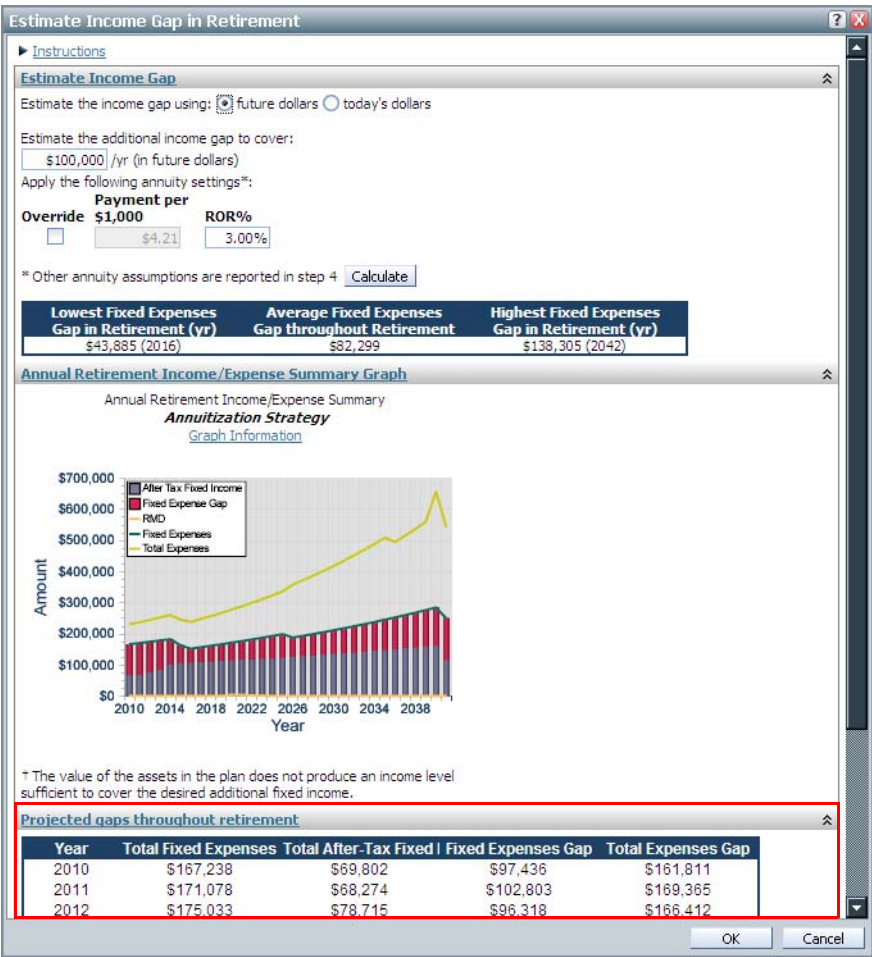 Estimate Income Gap in Retirement
Instructions
Estimate Income Gap
Estimate the income gap using: future dollars today's dollars
Estimate the additional income gap to cover:
$100,000 /yr (in future dollars)
Apply the following annuity settings*:
Payment per
Override $1,000 ROR%
$4.21 3.00%
* Other annuity assumptions are reported in step 4 Calculate
Lowest Fixed Expenses Average Fixed Expenses Highest Fixed Expenses
Gap in Retirement (yr) Gap throughout Retirement Gap in Retirement (yr)
$43,885 (2016) $82,299 $138,305 (2042)
Annual Retirement Income/Expense Summary Graph
Annual Retirement Income/Expense Summary
Annuitization Strategy
Graph Information
$700,000
$600,000
$500,000
$400,000
$300,000
$200,000
$100,000
$0
Amount
After Tax Fixed Income
Fixed Expense Gap
RMD
Fixed Expenses
Total Expenses
2010 2014 2018 2022 2026 2030 2034 2038
Year
† The value of the assets in the plan does not produce an income level
sufficient to cover the desired additional fixed income.
Projected gaps throughout retirement
Year Total Fixed Expenses Total After-Tax Fixed I Fixed Expenses Gap Total Expenses Gap
2010 $167,238 $69,802 $97,436 $161,811
2011 $171,078 $68,274 $102,803 $169,365
2012 $175,033 $78,715 $96,318 $166,412
OK Cancel